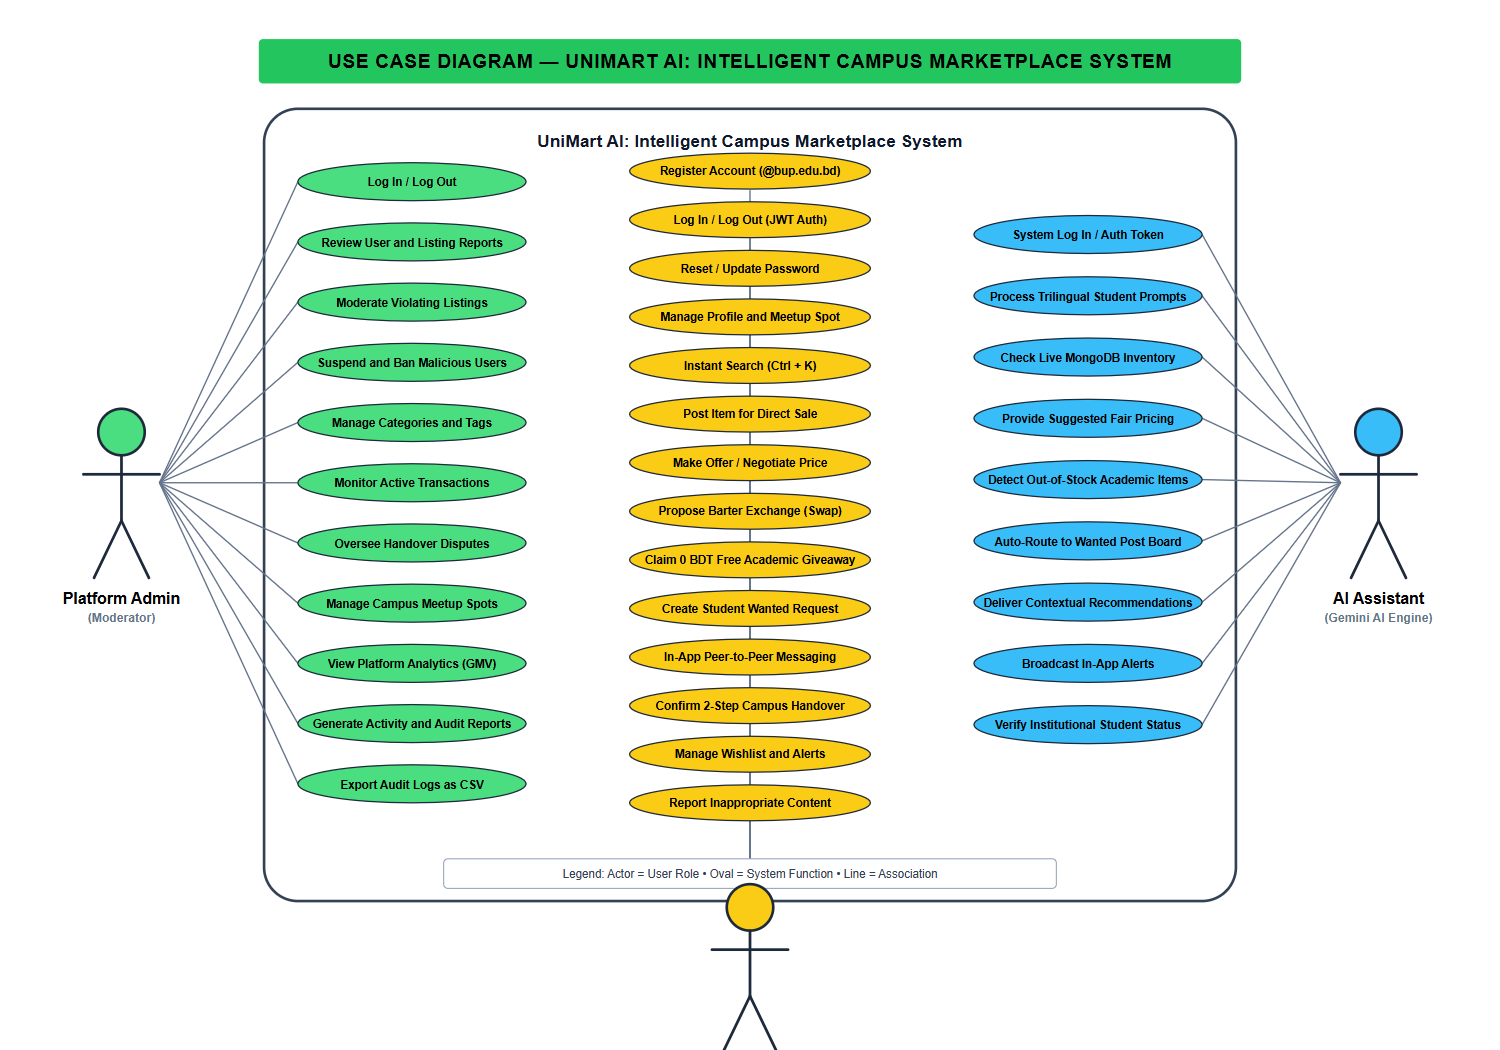 USE CASE DIAGRAM — UNIMART AI: INTELLIGENT CAMPUS MARKETPLACE SYSTEM
UniMart AI: Intelligent Campus Marketplace System
Log In / Log Out
Review User and Listing Reports
Moderate Violating Listings
Suspend and Ban Malicious Users
Manage Categories and Tags
Monitor Active Transactions
Oversee Handover Disputes
Manage Campus Meetup Spots
View Platform Analytics (GMV)
Generate Activity and Audit Reports
Export Audit Logs as CSV
Register Account (@bup.edu.bd)
Log In / Log Out (JWT Auth)
Reset / Update Password
Manage Profile and Meetup Spot
Instant Search (Ctrl + K)
Post Item for Direct Sale
Make Offer / Negotiate Price
Propose Barter Exchange (Swap)
Claim 0 BDT Free Academic Giveaway
Create Student Wanted Request
In-App Peer-to-Peer Messaging
Confirm 2-Step Campus Handover
Manage Wishlist and Alerts
Report Inappropriate Content
System Log In / Auth Token
Process Trilingual Student Prompts
Check Live MongoDB Inventory
Provide Suggested Fair Pricing
Detect Out-of-Stock Academic Items
Auto-Route to Wanted Post Board
Deliver Contextual Recommendations
Broadcast In-App Alerts
Verify Institutional Student Status
Platform Admin
(Moderator)
AI Assistant
(Gemini AI Engine)
Legend: Actor = User Role • Oval = System Function • Line = Association